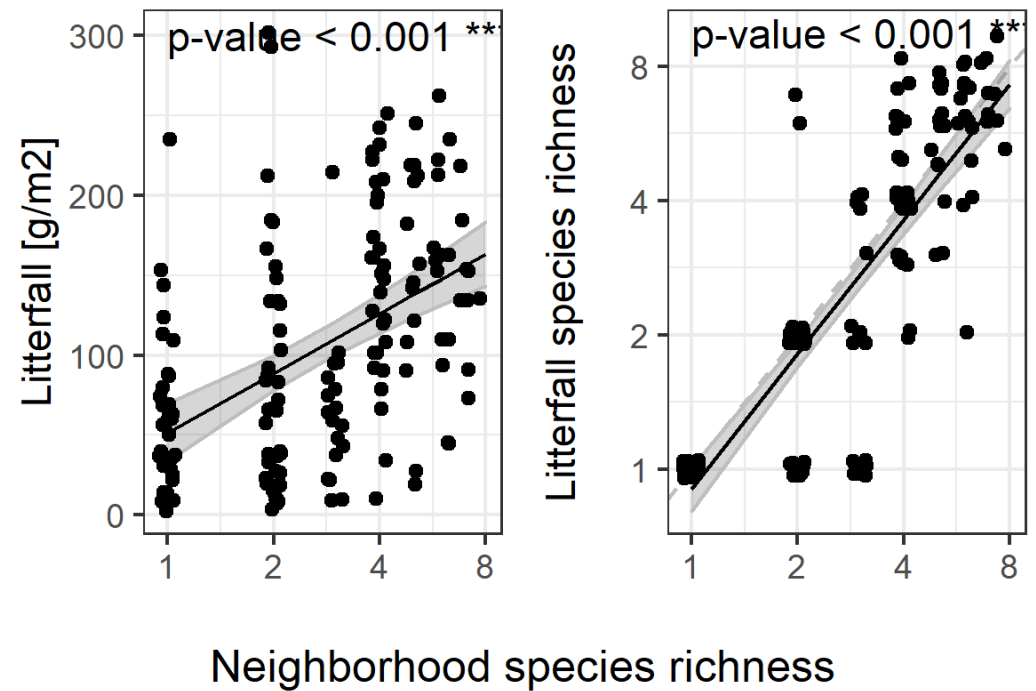 p-value < 0.001 ***
Litterfall [g/m2]
300
200
100
0
1 2 4 8
p-value < 0.001 **
Litterfall species richness
8
4
2
1
1 2 4 8
Neighborhood species richness